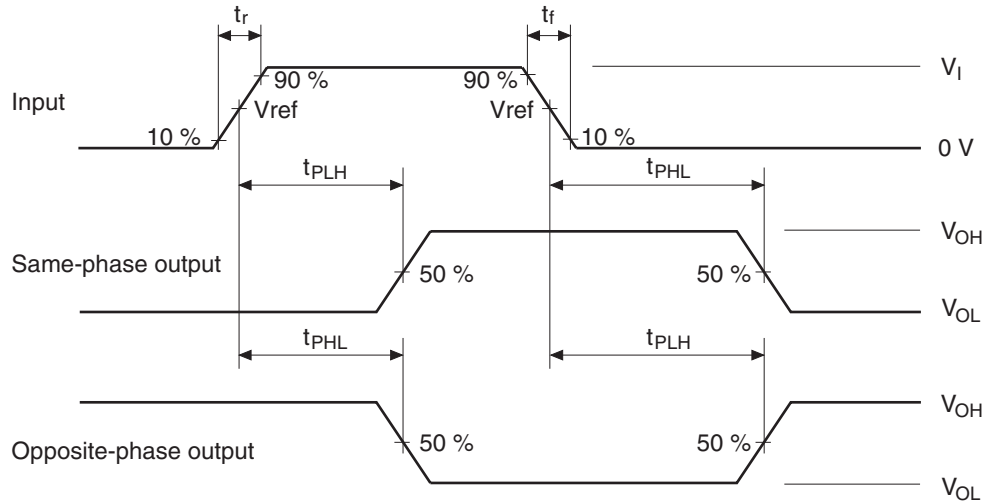 tr tf
90 % 90 % VI
Input Vref Vref
10 % 10 % 0 V
tPLH tPHL
VOH
Same-phase output 50 % 50 %
VOL
tPHL tPLH
VOH
Opposite-phase output 50 % 50 %
VOL